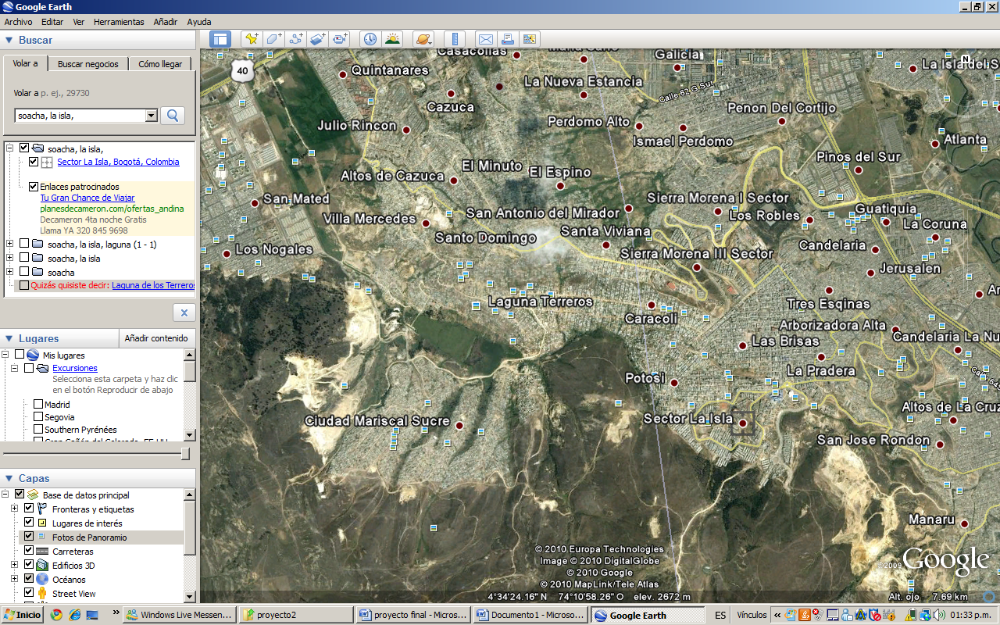 Google Earth
Archivo Editar Ver Herramientas Añadir Ayuda
Buscar
Volar a Buscar negocios Cómo llegar
Volar a p. ej., 29730
soacha, la isla,
soacha, la isla,
Sector La Isla, Bogotá, Colombia
Enlaces patrocinados
Tu Gran Chance de Viajar
planesdecameron.com/ofertas_andina
Decameron 4ta noche Gratis
Llama YA 320 845 9698
soacha, la isla, laguna (1 - 1)
soacha, la isla
soacha
Quizás quisiste decir: Laguna de los Terreros
Lugares Añadir contenido
Mis lugares
Excursiones
Selecciona esta carpeta y haz clic
en el botón Reproducir de abajo
Madrid
Segovia
Southern Pyrénées
Capas
Base de datos principal
Fronteras y etiquetas
Lugares de interés
Fotos de Panoramio
Carreteras
Edificios 3D
Océanos
Street View
40
Casacollas
Galicia
N
La Isla del S
Quintanares
La Nueva Estancia
Calle 62 G Sur
Cazuca
Penon Del Cortijo
Julio Rincon
Perdomo Alto
Ismael Perdomo
Atlanta
Pinos del Sur
El Minuto
El Espino
Altos de Cazuca
San Mated
Sierra Morena I Sector
Guatiquia
San Antonio del Mirador
Los Robles
Villa Mercedes
La Coruna
Santo Domingo
Santa Viviana
Candelaria
Los Nogales
Sierra Morena III Sector
Jerusalen
Laguna Terreros
Tres Esqinas
Caracoli
Arborizadora Alta
Las Brisas
Candelaria La Nu
La Pradera
Potosi
Altos de La Cruz
Ciudad Mariscal Sucre
Sector La Isla
San Jose Rondon
Manaru
© 2010 Europa Technologies
Image © 2010 DigitalGlobe
© 2010 Google
© 2010 MapLink/Tele Atlas
©2009 Google
4°34'24.16" N 74°10'58.26" O elev. 2672 m
Alt. ojo 7.69 km
Inicio
Windows Live Messen...
proyecto2
proyecto final - Micros...
Documento1 - Microso...
Google Earth
ES
Vínculos
01:33 p.m.